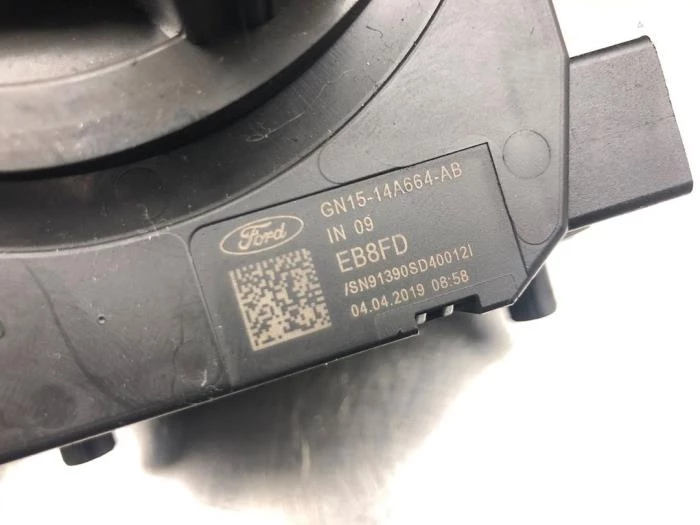 Ford
GN15-14A664-AB
IN 09
EB8FD
/SN91390SD40012I
04.04.2019 08:58